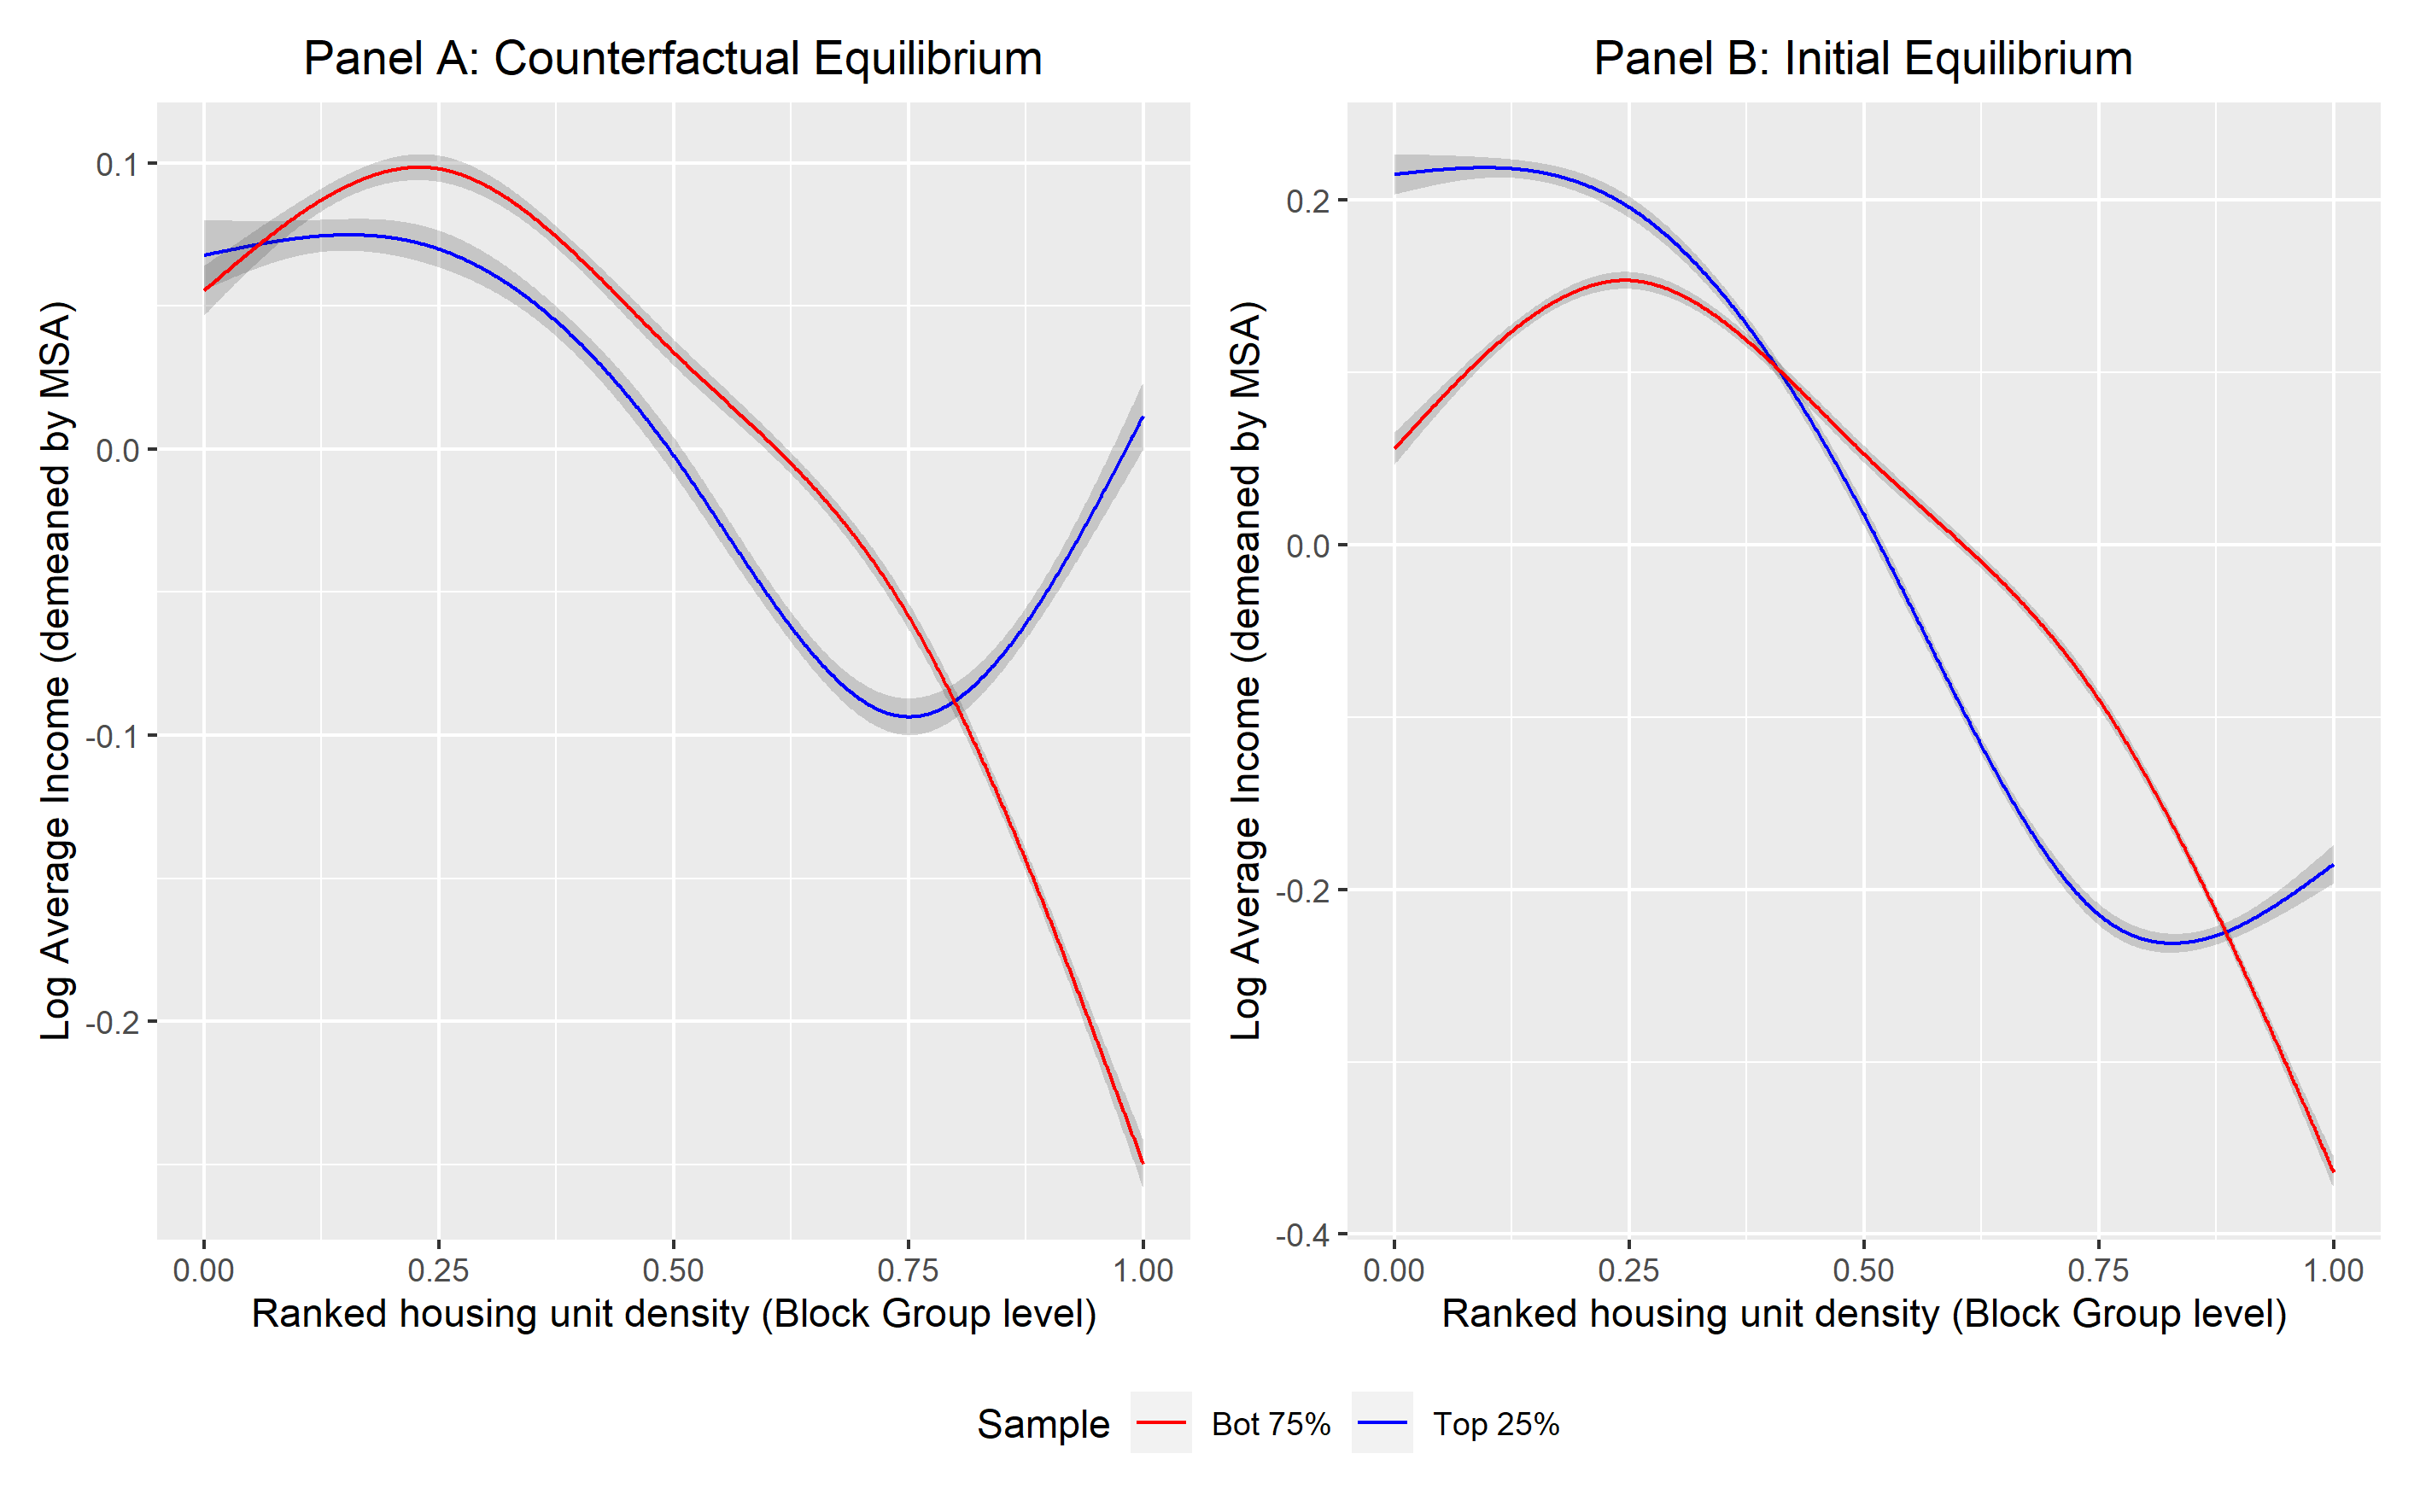 Panel A: Counterfactual Equilibrium
Log Average Income (demeaned by MSA)
0.1
0.0
-0.1
-0.2
0.00 0.25 0.50 0.75 1.00
Ranked housing unit density (Block Group level)
Panel B: Initial Equilibrium
Log Average Income (demeaned by MSA)
0.2
0.0
-0.2
-0.4
0.00 0.25 0.50 0.75 1.00
Ranked housing unit density (Block Group level)
Sample Bot 75% Top 25%